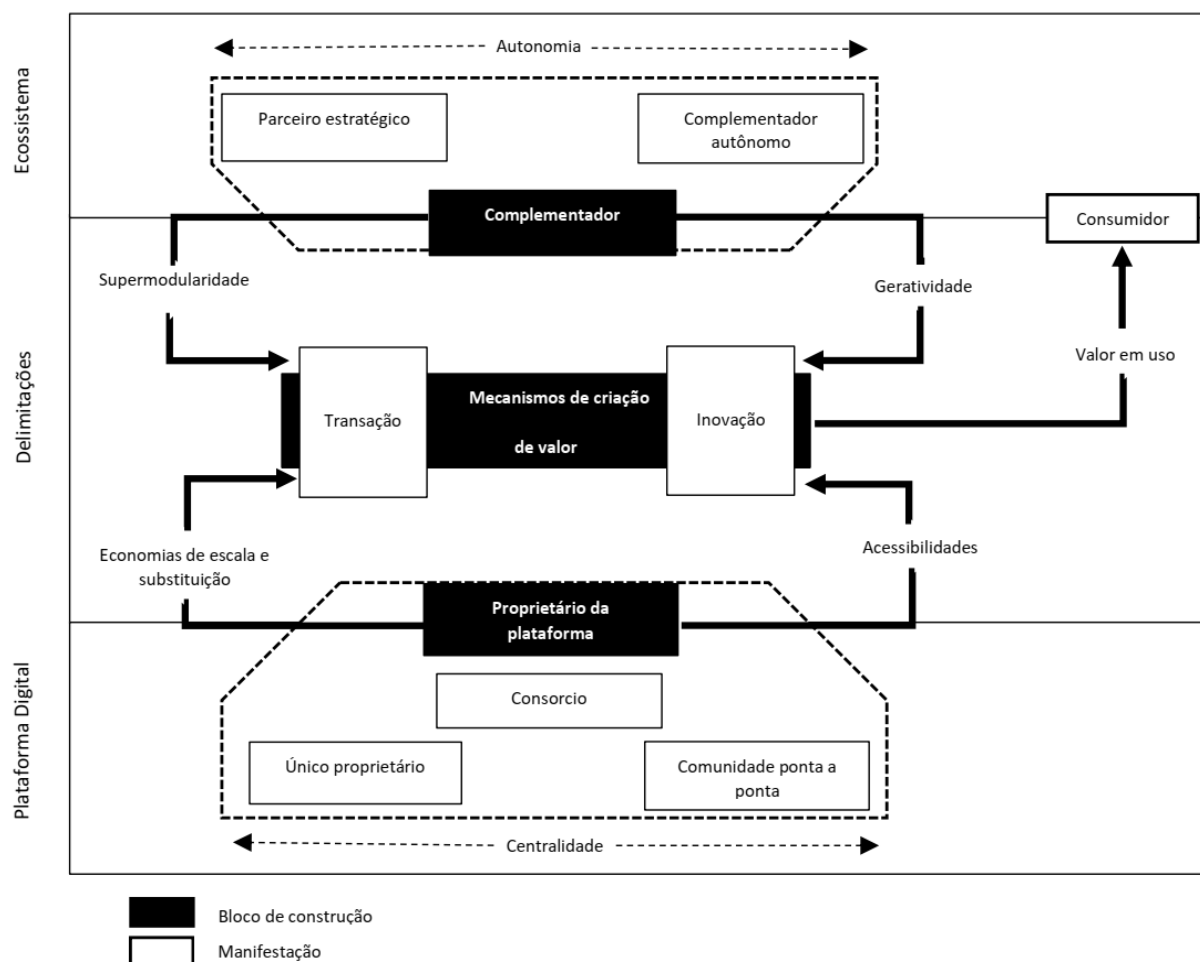 Ecossistema
Autonomia
Parceiro estratégico
Complementador
autônomo
Complementador
Consumidor
Delimitações
Supermodularidade
Geratividade
Valor em uso
Transação
Mecanismos de criação
de valor
Inovação
Economias de escala e
substituição
Acessibilidades
Plataforma Digital
Proprietário da
plataforma
Consorcio
Único proprietário
Comunidade ponta a
ponta
Centralidade
Bloco de construção
Manifestação